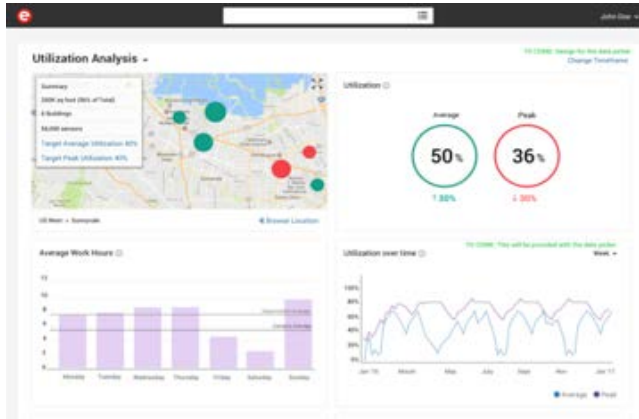 e
John Doe
Utilization Analysis
TO COME: Design for the date picker
Change Timeframe
Summary
6 Buildings
Target Average Utilization 80%
Target Peak Utilization 40%
US West > Sunnyvale
Browse Location
Utilization
Average
Peak
50%
36%
↑ 30%
↓ 30%
Average Work Hours
12
10
8
6
4
2
0
Monday
Tuesday
Wednesday
Thursday
Friday
Saturday
Sunday
TO COME: This will be provided with the date picker
Utilization over time
Week
100%
80%
60%
40%
20%
0%
Jan '16
March
May
July
Sept
Nov
Jan '17
Average
Peak